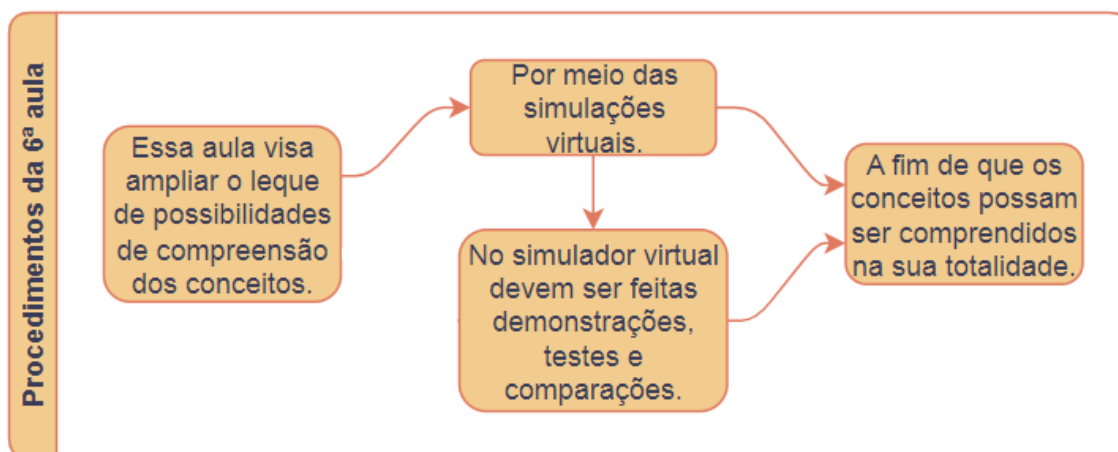 Procedimentos da 6ª aula
Essa aula visa
ampliar o leque
de possibilidades
de compreensão
dos conceitos.
Por meio das
simulações
virtuais.
No simulador virtual
devem ser feitas
demonstrações,
testes e
comparações.
A fim de que os
conceitos possam
ser comprendidos
na sua totalidade.